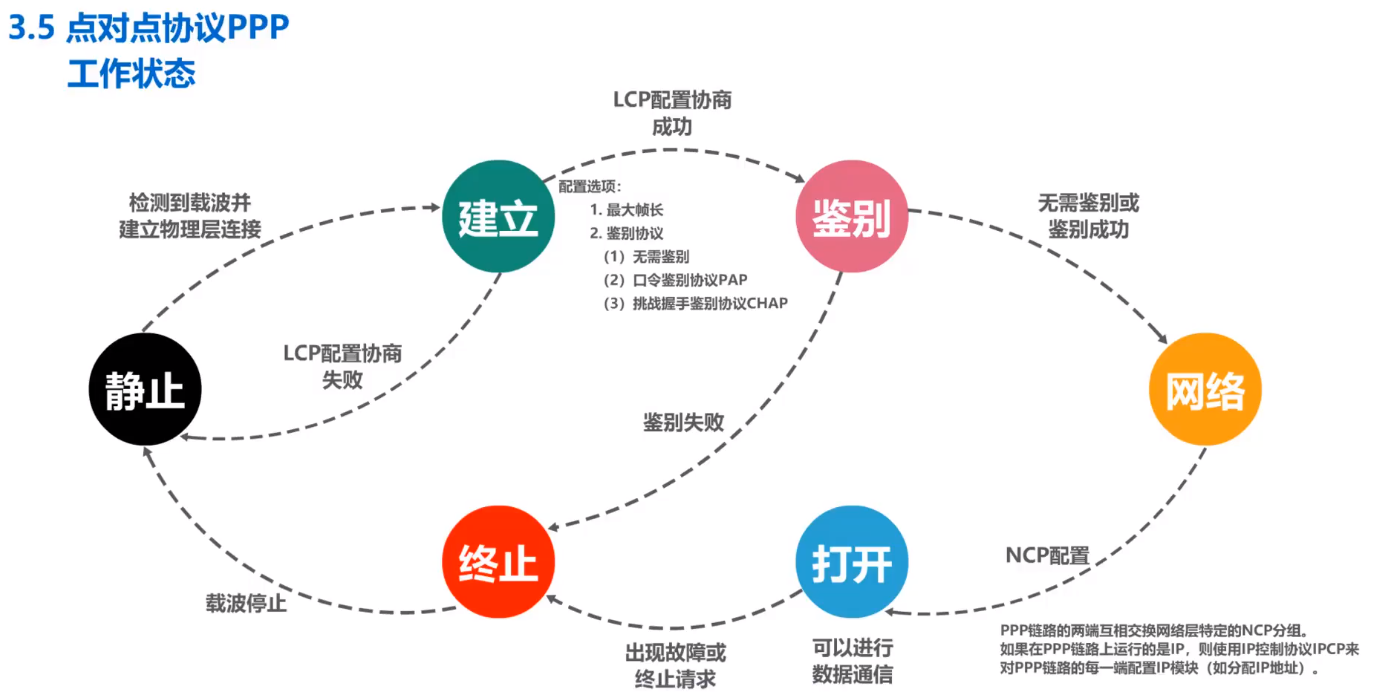 3.5 点对点协议PPP
工作状态
LCP配置协商
成功
检测到载波并
建立物理层连接
建立
配置选项：
1. 最大帧长
2. 鉴别协议
（1）无需鉴别
（2）口令鉴别协议PAP
（3）挑战握手鉴别协议CHAP
鉴别
无需鉴别或
鉴别成功
LCP配置协商
失败
静止
鉴别失败
网络
终止
打开
NCP配置
载波停止
出现故障或
终止请求
可以进行
数据通信
PPP链路的两端互相交换网络层特定的NCP分组。
如果在PPP链路上运行的是IP，则使用IP控制协议IPCP来
对PPP链路的每一端配置IP模块（如分配IP地址）。